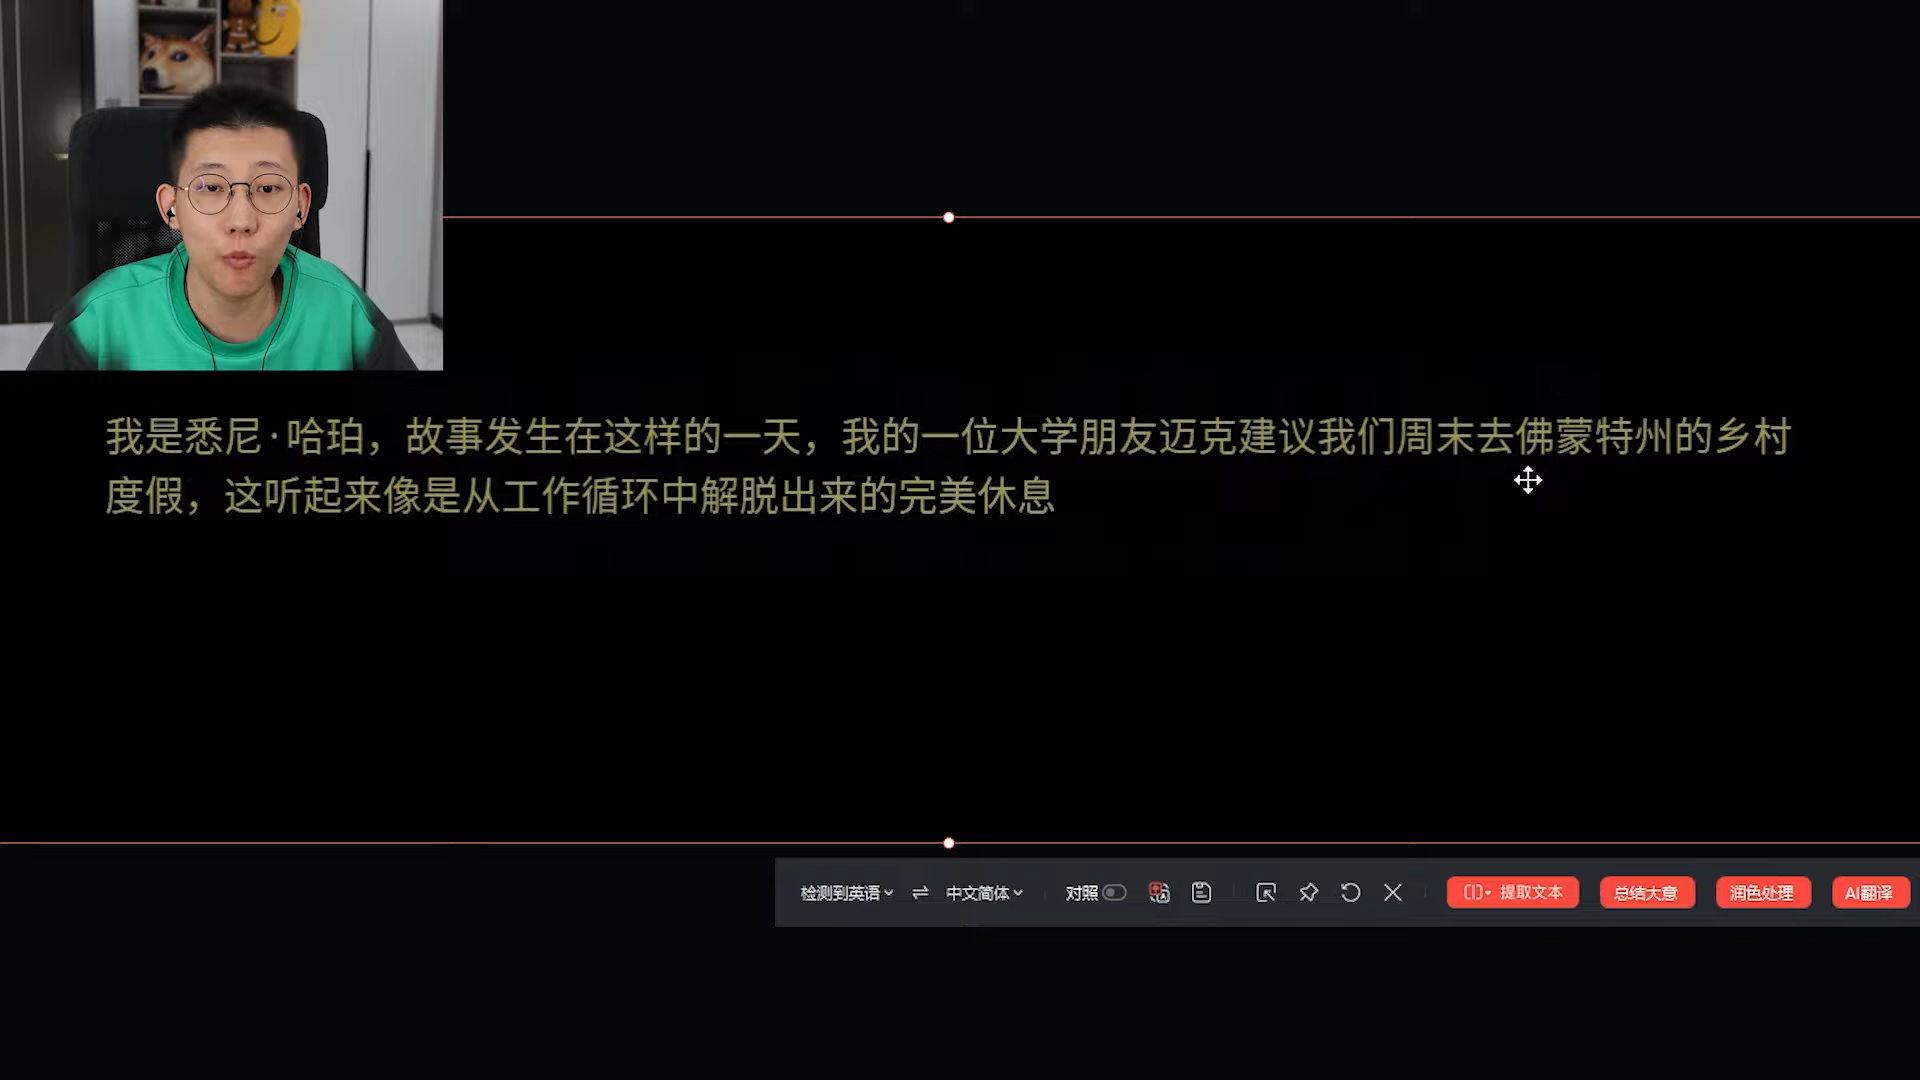 我是悉尼·哈珀，故事发生在这样的一天，我的一位大学朋友迈克建议我们周末去佛蒙特州的乡村
度假，这听起来像是从工作循环中解脱出来的完美休息
检测到英语 中文简体 对照 提取文本 总结大意 润色处理 AI翻译